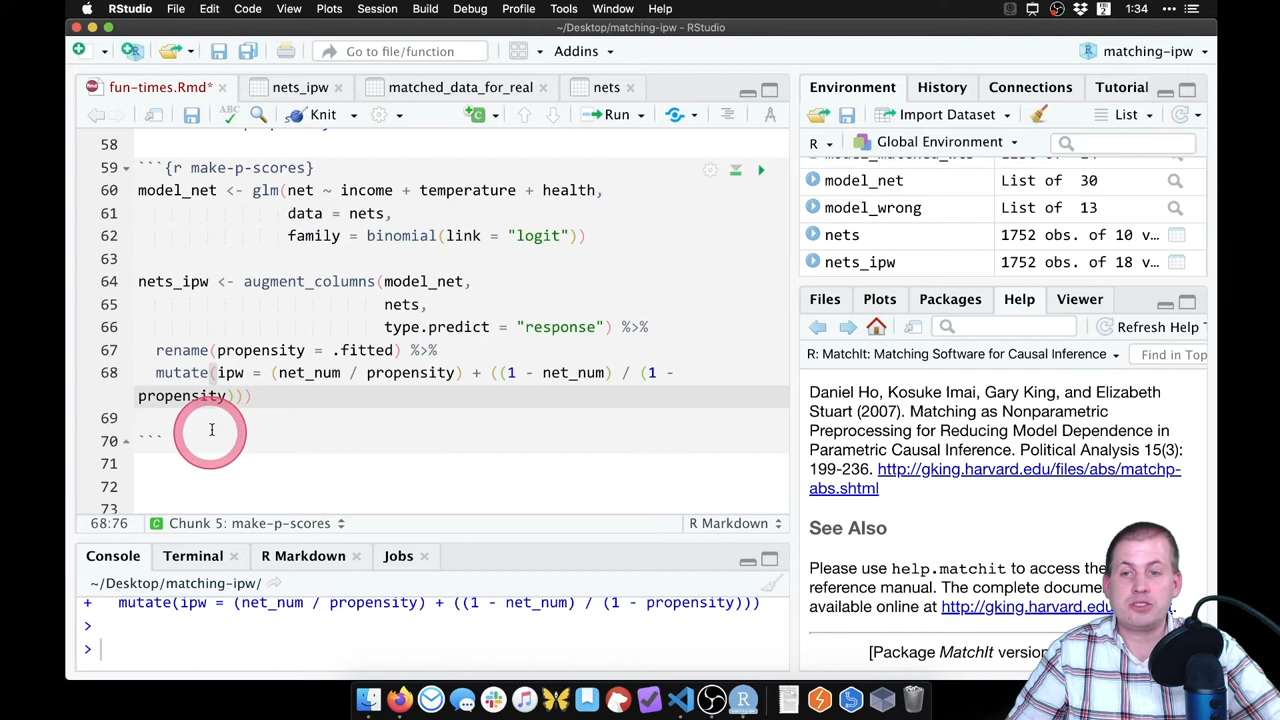 RStudio File Edit Code View Plots Session Build Debug Profile Tools Window Help 2 1:34
~/Desktop/matching-ipw - RStudio
Go to file/function Addins matching-ipw
fun-times.Rmd* nets_ipw matched_data_for_real nets
ABC Knit Run
58
59 ```{r make-p-scores}
60 model_net <- glm(net ~ income + temperature + health,
61 data = nets,
62 family = binomial(link = "logit"))
63
64 nets_ipw <- augment_columns(model_net,
65 nets,
66 type.predict = "response") %>%
67 rename(propensity = .fitted) %>%
68 mutate(ipw = (net_num / propensity) + ((1 - net_num) / (1 -
propensity)))
69
70 ```
71
72
73
68:76 Chunk 5: make-p-scores R Markdown
Console Terminal R Markdown Jobs
~/Desktop/matching-ipw/
+ mutate(ipw = (net_num / propensity) + ((1 - net_num) / (1 - propensity)))
>
>
Environment History Connections Tutorial
Import Dataset List
R Global Environment
model_net List of 30
model_wrong List of 13
nets 1752 obs. of 10 v…
nets_ipw 1752 obs. of 18 v…
Files Plots Packages Help Viewer
Refresh Help T
R: MatchIt: Matching Software for Causal Inference Find in Top
Daniel Ho, Kosuke Imai, Gary King, and Elizabeth
Stuart (2007). Matching as Nonparametric
Preprocessing for Reducing Model Dependence in
Parametric Causal Inference. Political Analysis 15(3):
199-236. http://gking.harvard.edu/files/abs/matchp-
abs.shtml
See Also
Please use help.matchit to access the
reference manual. The complete docume
available online at http://gking.harvard.edu
[Package MatchIt version